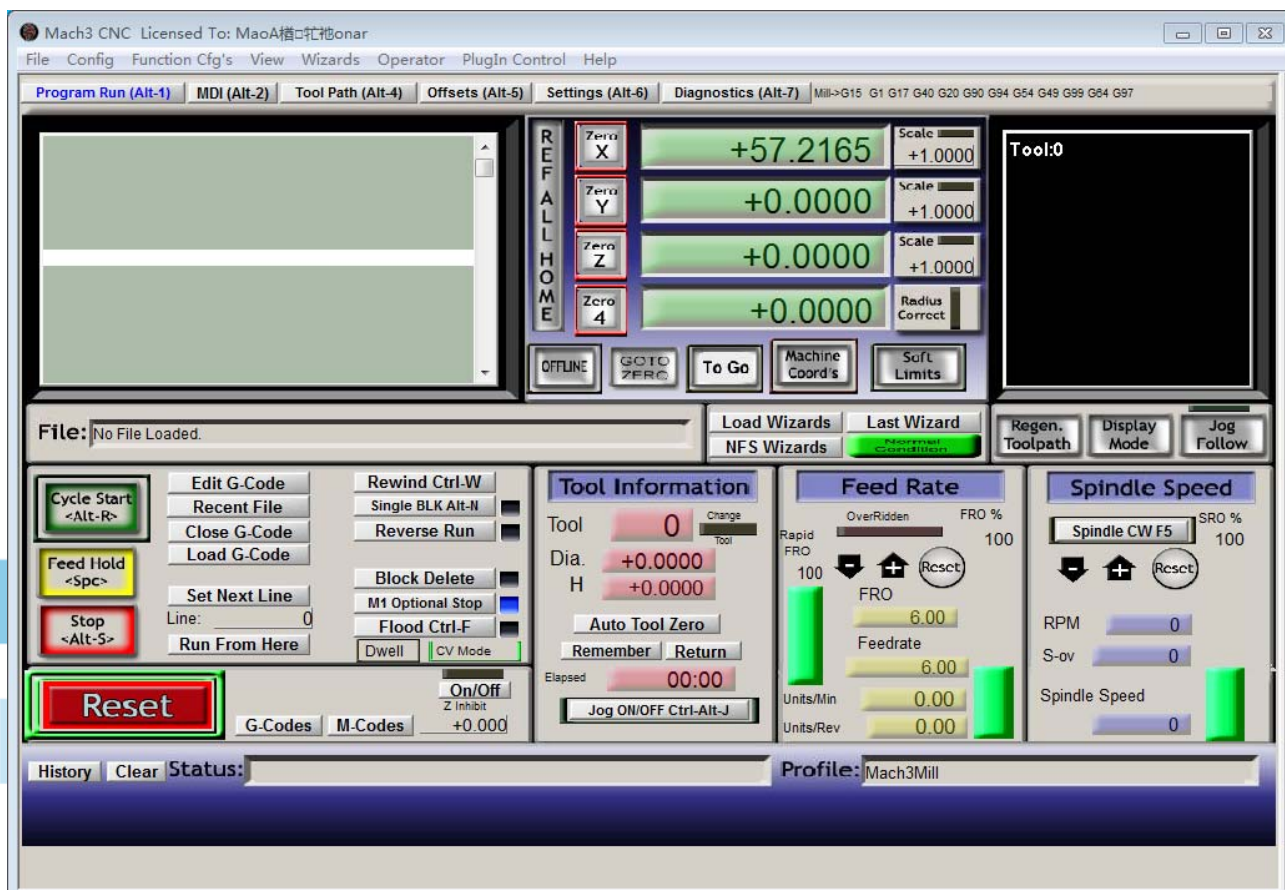 Mach3 CNC Licensed To: MaoA楢□牤祂onar
File Config Function Cfg's View Wizards Operator PlugIn Control Help
Program Run (Alt-1) MDI (Alt-2) Tool Path (Alt-4) Offsets (Alt-5) Settings (Alt-6) Diagnostics (Alt-7) Mill->G15 G1 G17 G40 G20 G90 G94 G54 G49 G99 G64 G97
REF ALL HOME
Zero X +57.2165 Scale +1.0000
Zero Y +0.0000 Scale +1.0000
Zero Z +0.0000 Scale +1.0000
Zero 4 +0.0000 Radius Correct
OFFLINE GOTO ZERO To Go Machine Coord's Soft Limits
Tool:0
File: No File Loaded.
Load Wizards Last Wizard
NFS Wizards Normal Condition
Regen. Toolpath Display Mode Jog Follow
Cycle Start <Alt-R>
Feed Hold <Spc>
Stop <Alt-S>
Edit G-Code
Recent File
Close G-Code
Load G-Code
Set Next Line
Line: 0
Run From Here
Rewind Ctrl-W
Single BLK Alt-N
Reverse Run
Block Delete
M1 Optional Stop
Flood Ctrl-F
Dwell CV Mode
Reset
G-Codes M-Codes
On/Off
Z Inhibit
+0.000
Tool Information
Tool 0 Change Tool
Dia. +0.0000
H +0.0000
Auto Tool Zero
Remember Return
Elapsed 00:00
Jog ON/OFF Ctrl-Alt-J
Feed Rate
OverRidden FRO %
100
Rapid FRO
100
Reset
FRO
6.00
Feedrate
6.00
Units/Min 0.00
Units/Rev 0.00
Spindle Speed
Spindle CW F5 SRO %
100
Reset
RPM 0
S-ov 0
Spindle Speed
0
History Clear Status:
Profile: Mach3Mill